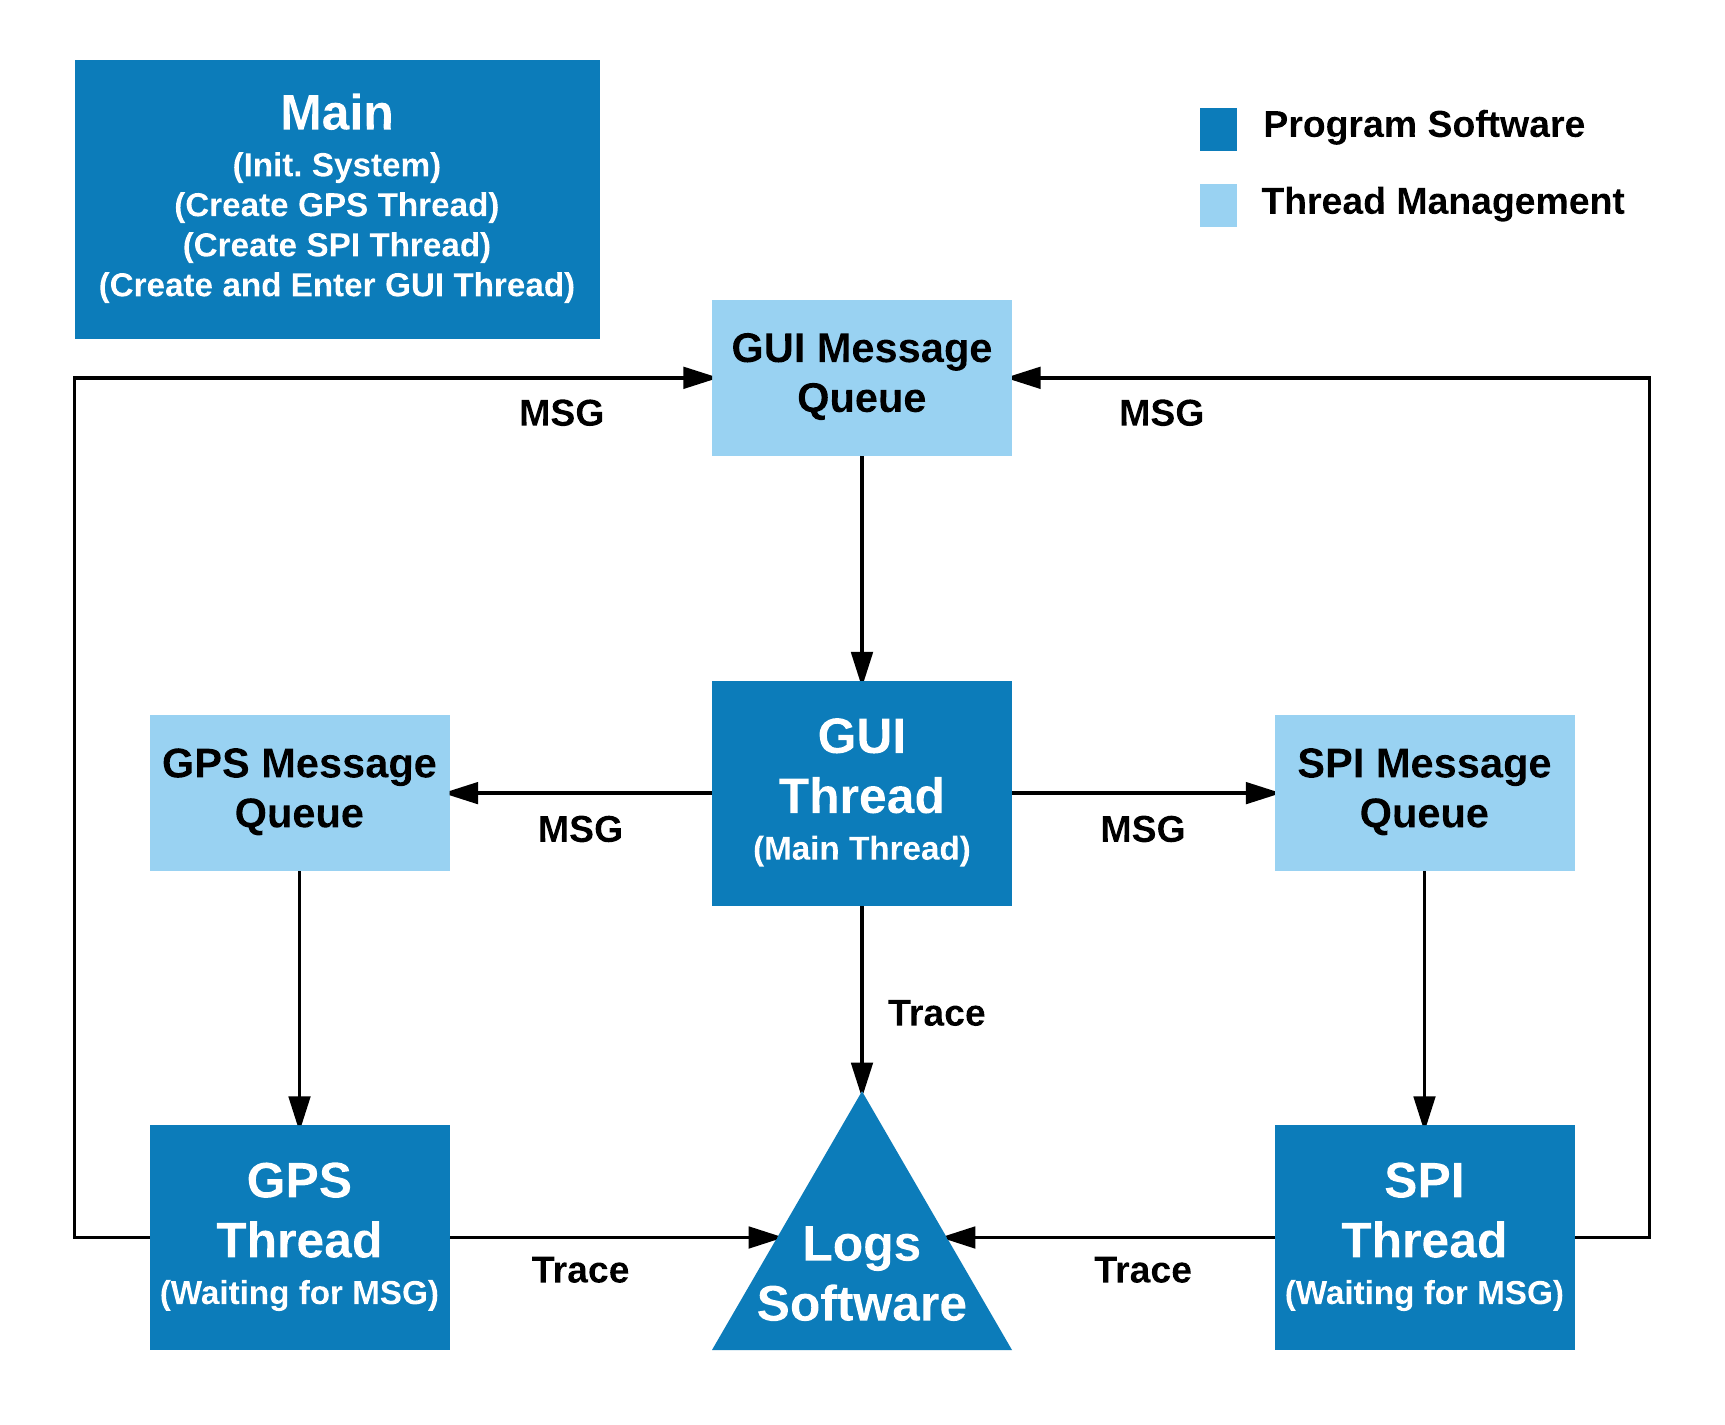 Main
(Init. System)
(Create GPS Thread)
(Create SPI Thread)
(Create and Enter GUI Thread)
Program Software
Thread Management
GUI Message
Queue
MSG
MSG
GPS Message
Queue
MSG
GUI
Thread
(Main Thread)
MSG
SPI Message
Queue
Trace
GPS
Thread
(Waiting for MSG)
Trace
Logs
Software
Trace
SPI
Thread
(Waiting for MSG)